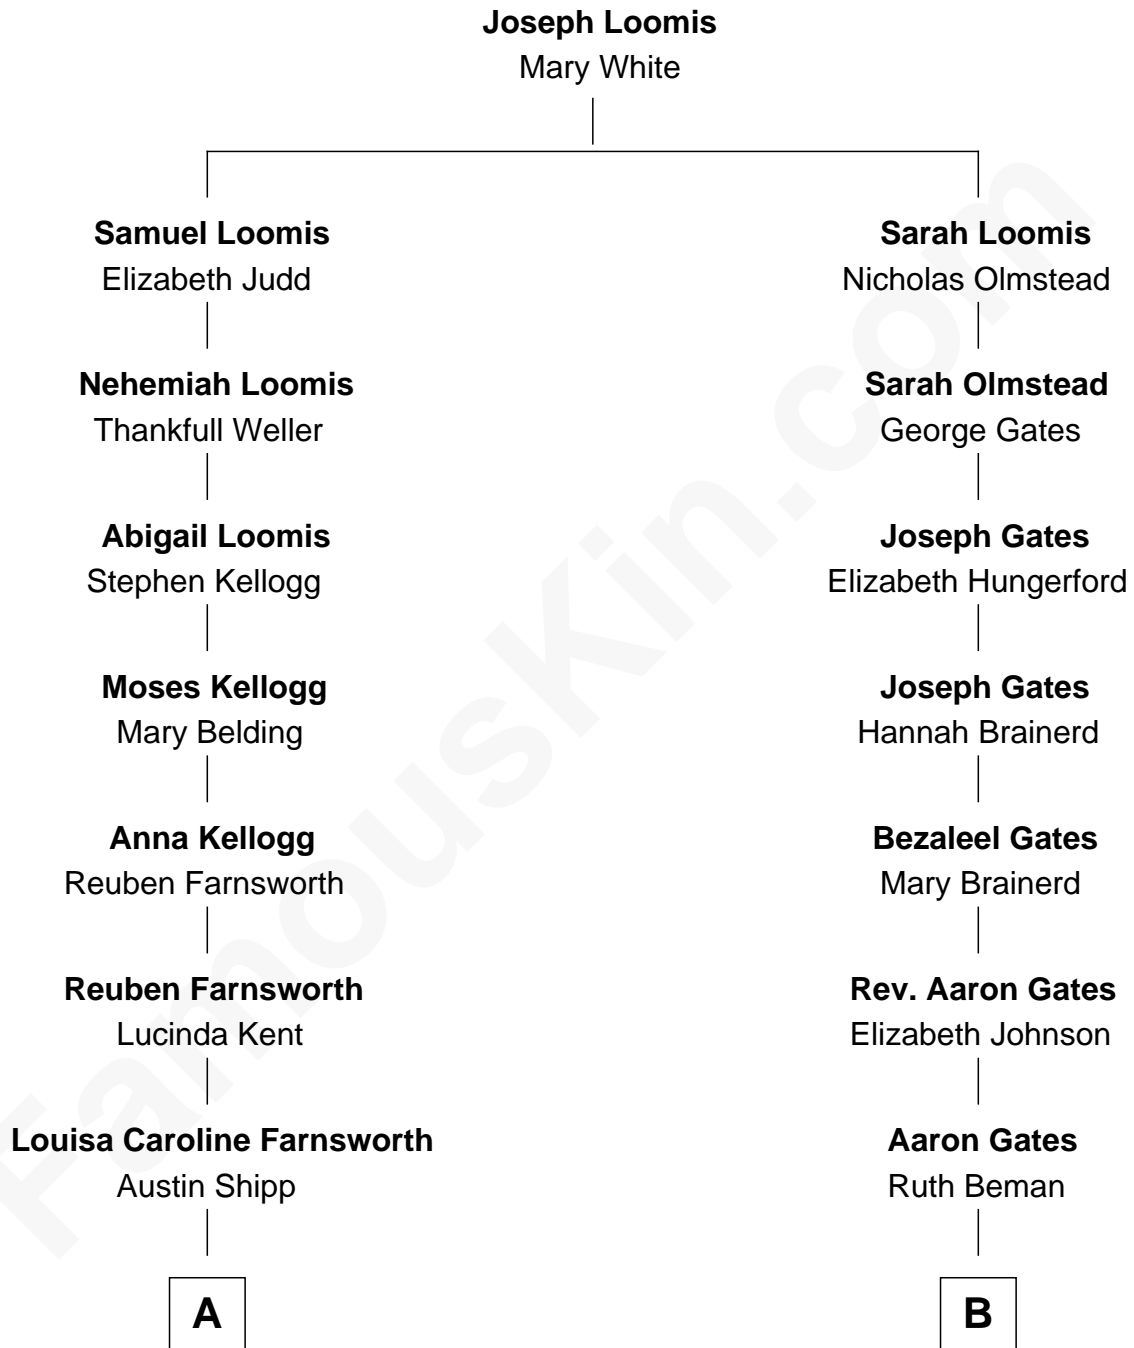 Joseph Loomis
Mary White
Samuel Loomis
Elizabeth Judd
Sarah Loomis
Nicholas Olmstead
Nehemiah Loomis
Thankfull Weller
Sarah Olmstead
George Gates
Abigail Loomis
Stephen Kellogg
Joseph Gates
Elizabeth Hungerford
Moses Kellogg
Mary Belding
Joseph Gates
Hannah Brainerd
Anna Kellogg
Reuben Farnsworth
Bezaleel Gates
Mary Brainerd
Reuben Farnsworth
Lucinda Kent
Rev. Aaron Gates
Elizabeth Johnson
Louisa Caroline Farnsworth
Austin Shipp
Aaron Gates
Ruth Beman
A
B
FamousKin.com